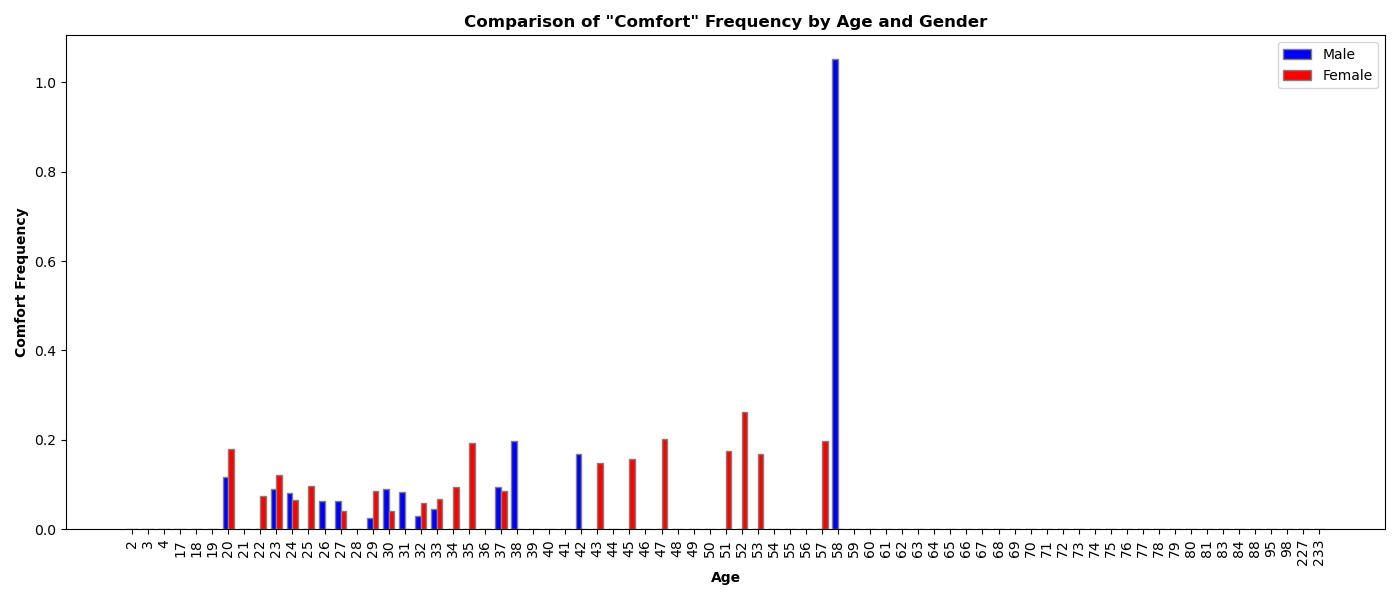 Comparison of "Comfort" Frequency by Age and Gender
Male
Female
Comfort Frequency
1.0
0.8
0.6
0.4
0.2
0.0
2 3 4 17 18 19 20 21 22 23 24 25 26 27 28 29 30 31 32 33 34 35 36 37 38 39 40 41 42 43 44 45 46 47 48 49 50 51 52 53 54 55 56 57 58 59 60 61 62 63 64 65 66 67 68 69 70 71 72 73 74 75 76 77 78 79 80 81 83 84 88 95 98 227 233
Age